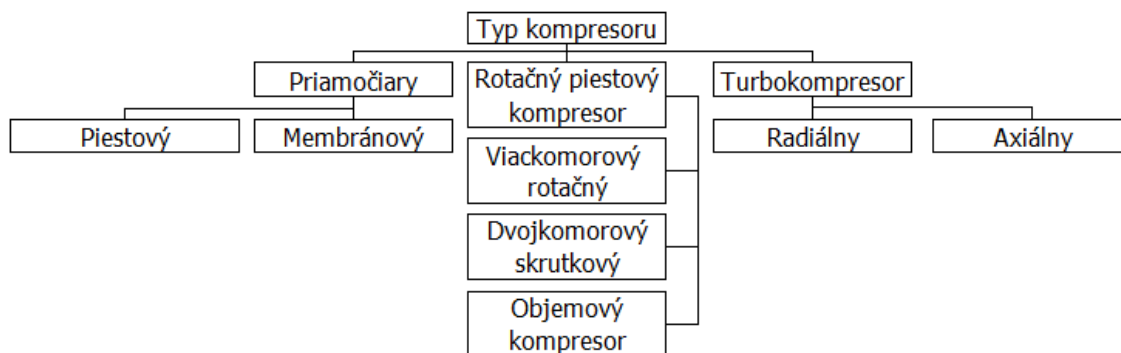 Typ kompresoru
Priamočiary
Rotačný piestový
kompresor
Turbokompresor
Piestový
Membránový
Radiálny
Axiálny
Viackomorový
rotačný
Dvojkomorový
skrutkový
Objemový
kompresor